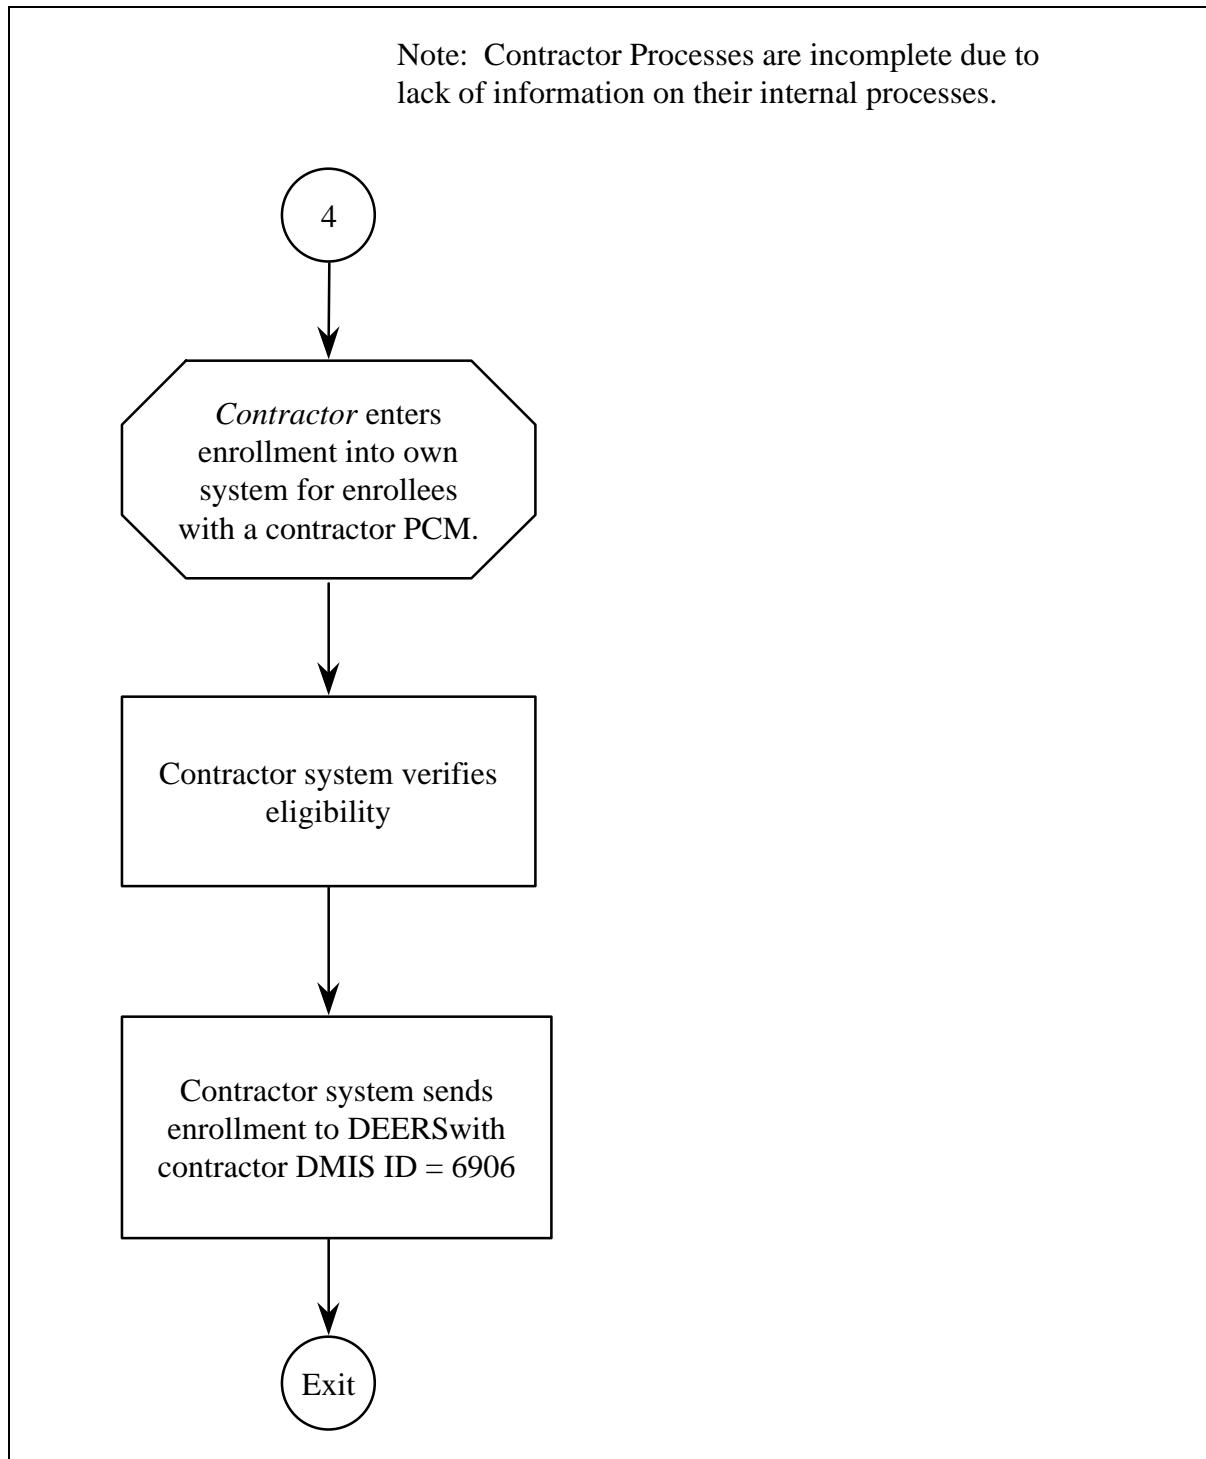 Note:  Contractor Processes are incomplete due to
lack of information on their internal processes.
4
Contractor enters
enrollment into own
system for enrollees
with a contractor PCM.
Contractor system verifies
eligibility
Contractor system sends
enrollment to DEERSwith
contractor DMIS ID = 6906
Exit